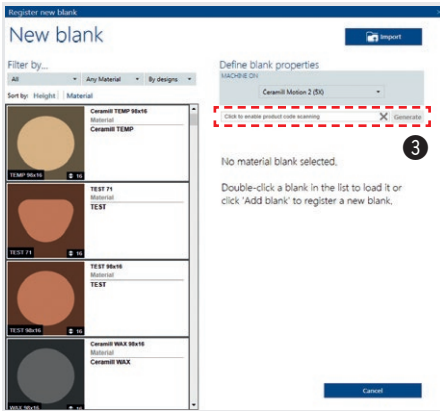 Register new blank
New blank
Import
Filter by...
All
Any Material
By designs
Sort by: Height Material
Ceramill TEMP 98x16
Material
Ceramill TEMP
TEMP 98x16
16
TEST 71
Material
TEST
TEST 71
16
TEST 98x16
Material
TEST
TEST 98x16
16
Ceramill WAX 98x16
Material
Ceramill WAX
WAX 98x16
16
Define blank properties
MACHINE ON
Ceramill Motion 2 (5X)
Click to enable product code scanning
Generate
3
No material blank selected.
Double-click a blank in the list to load it or
click 'Add blank' to register a new blank.
Cancel